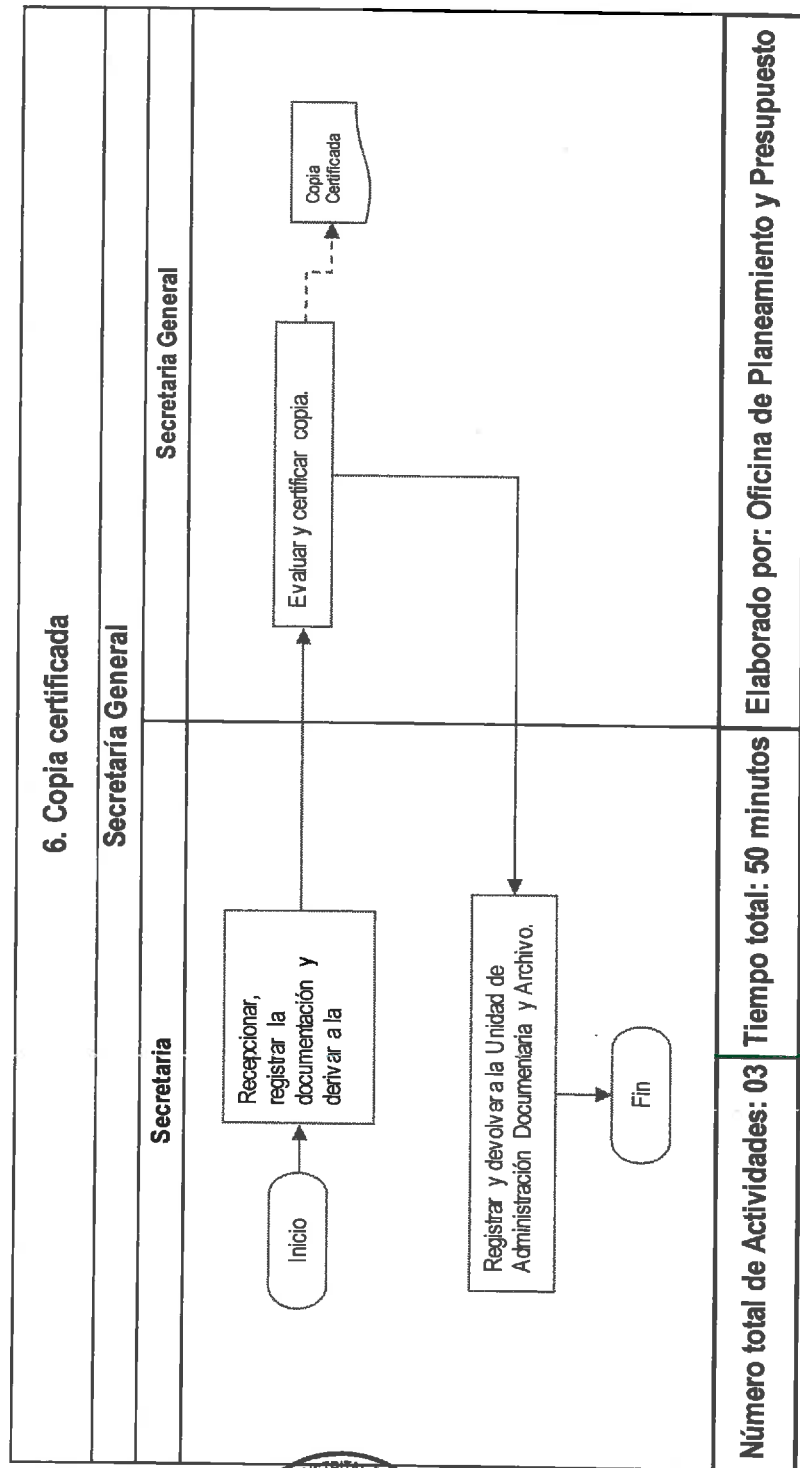 6. Copia certificada
Secretaría General
Secretaria
Secretaria General
Inicio
Recepcionar,
registrar la
documentación y
derivar a la
Evaluar y certificar copia.
Copia
Certificada
Registrar y devolver a la Unidad de
Administración Documentaria y Archivo.
Fin
Número total de Actividades: 03
Tiempo total: 50 minutos
Elaborado por: Oficina de Planeamiento y Presupuesto